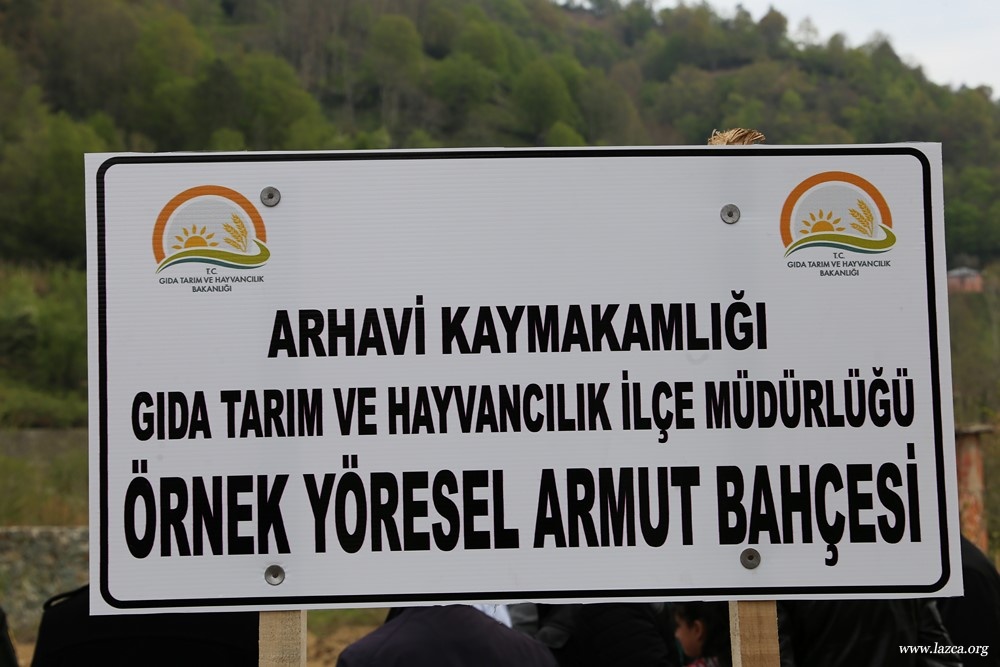 T.C.
GIDA TARIM VE HAYVANCILIK
BAKANLIĞI
T.C.
GIDA TARIM VE HAYVANCILIK
BAKANLIĞI
ARHAVİ KAYMAKAMLIĞI
GIDA TARIM VE HAYVANCILIK İLÇE MÜDÜRLÜĞÜ
ÖRNEK YÖRESEL ARMUT BAHÇESİ
www.lazca.org